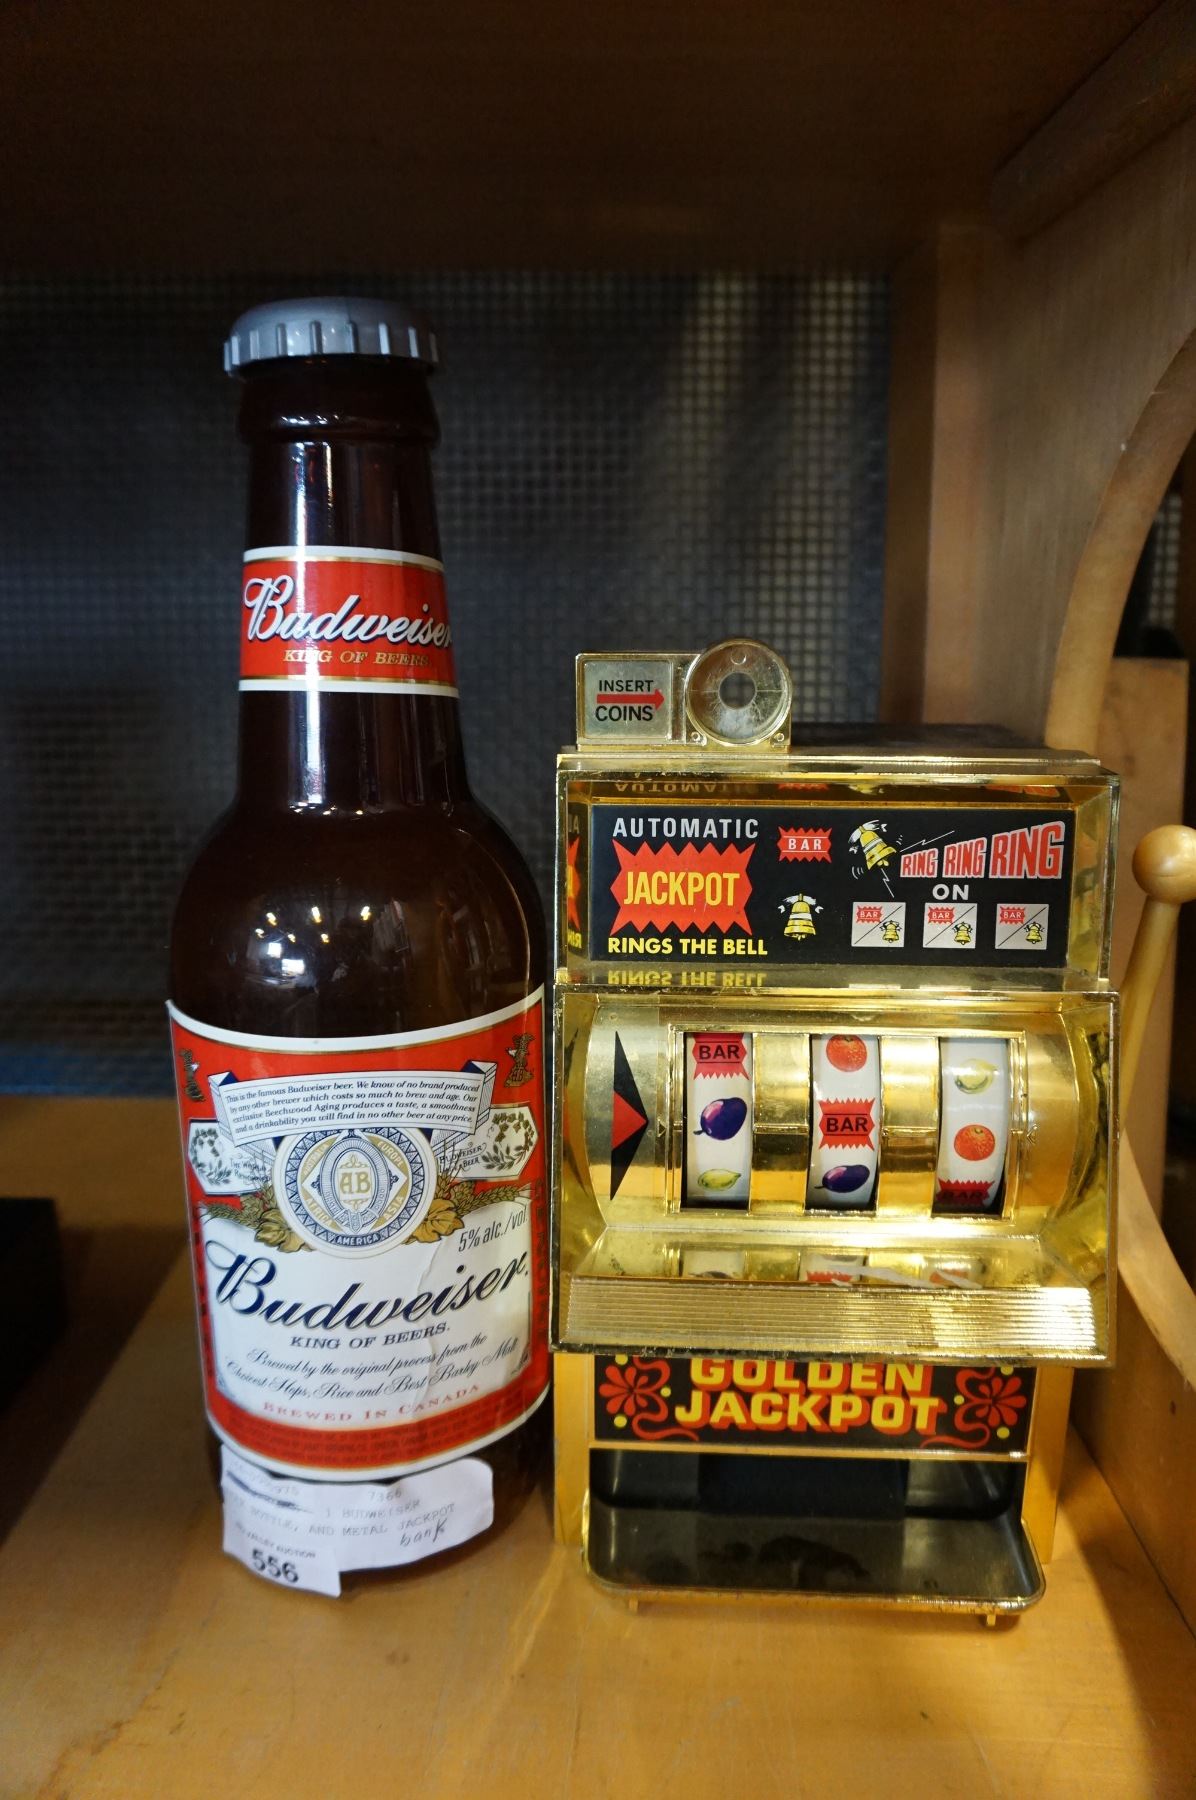 Budweiser
KING OF BEERS
This is the famous Budweiser beer. We know of no brand produced
by any other brewer which costs so much to brew and age. Our
exclusive Beechwood Aging produces a taste, a smoothness
and a drinkability you will find in no other beer at any price.
AB
AMERICA
ASIA
5% alc./vol.
Budweiser
KING OF BEERS.
Brewed by the original process from the
Choicest Hops, Rice and Best Barley Malt
BREWED IN CANADA
7366
1 BUDWEISER
BOTTLE, AND METAL JACKPOT
bank
AUCTION
556
INSERT
COINS
AUTOMATIC
JACKPOT
RINGS THE BELL
BAR
RING RING RING
ON
BAR BAR BAR
BAR
BAR
BAR
GOLDEN
JACKPOT